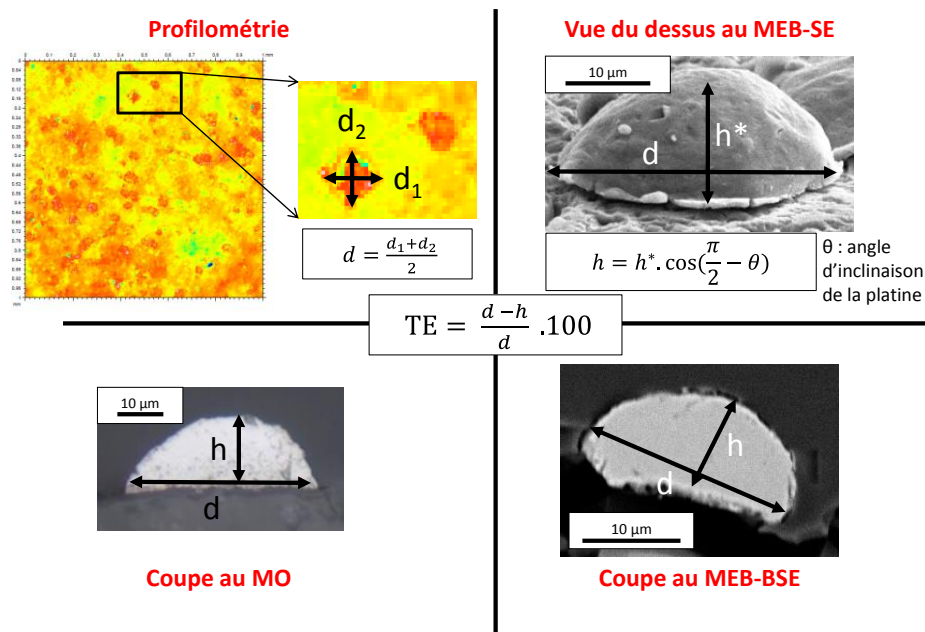 Profilométrie
Vue du dessus au MEB-SE
10 µm
h*
d
d₂
d₁
d = (d₁+d₂)/2
h = h*.cos(π/2 − θ)
θ : angle
d'inclinaison
de la platine
TE = (d −h)/d .100
10 µm
h
d
h
d
10 µm
Coupe au MO
Coupe au MEB-BSE